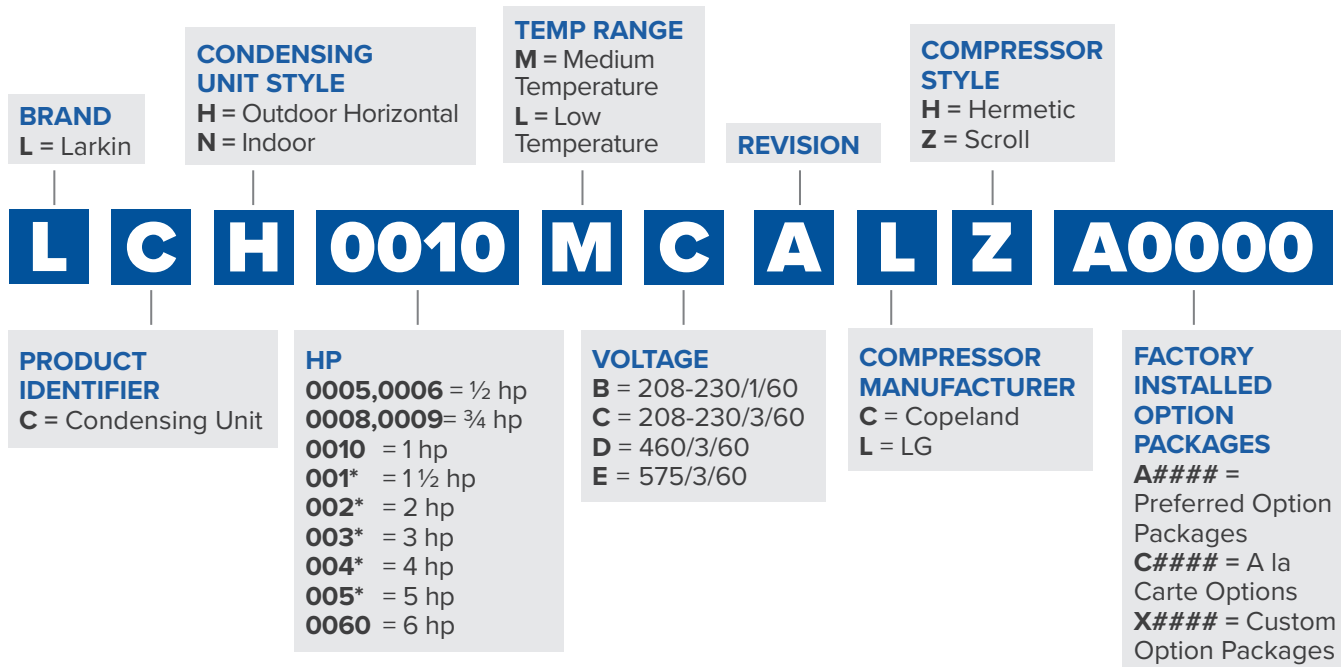 BRAND
L = Larkin
CONDENSING
UNIT STYLE
H = Outdoor Horizontal
N = Indoor
TEMP RANGE
M = Medium
Temperature
L = Low
Temperature
REVISION
COMPRESSOR
STYLE
H = Hermetic
Z = Scroll
L C H 0010 M C A L Z A0000
PRODUCT
IDENTIFIER
C = Condensing Unit
HP
0005,0006 = ½ hp
0008,0009= ¾ hp
0010 = 1 hp
001* = 1 ½ hp
002* = 2 hp
003* = 3 hp
004* = 4 hp
005* = 5 hp
0060 = 6 hp
VOLTAGE
B = 208-230/1/60
C = 208-230/3/60
D = 460/3/60
E = 575/3/60
COMPRESSOR
MANUFACTURER
C = Copeland
L = LG
FACTORY
INSTALLED
OPTION
PACKAGES
A#### =
Preferred Option
Packages
C#### = A la
Carte Options
X#### = Custom
Option Packages